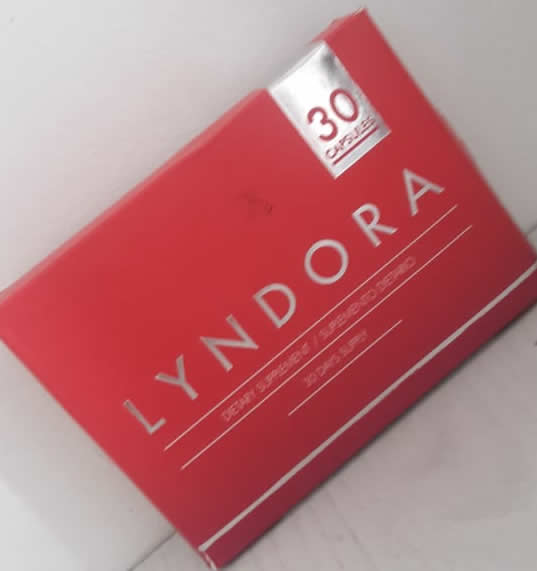 30
CAPSULES
LYNDORA
DIETARY SUPPLEMENT / SUPLEMENTO DIETARIO
30 DAYS SUPPLY